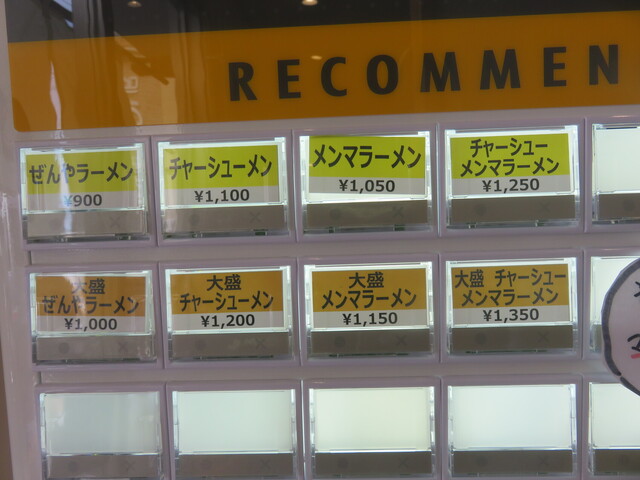 RECOMMEN
ぜんやラーメン
¥900
チャーシューメン
¥1,100
メンマラーメン
¥1,050
チャーシュー
メンマラーメン
¥1,250
大盛
ぜんやラーメン
¥1,000
大盛
チャーシューメン
¥1,200
大盛
メンマラーメン
¥1,150
大盛 チャーシュー
メンマラーメン
¥1,350